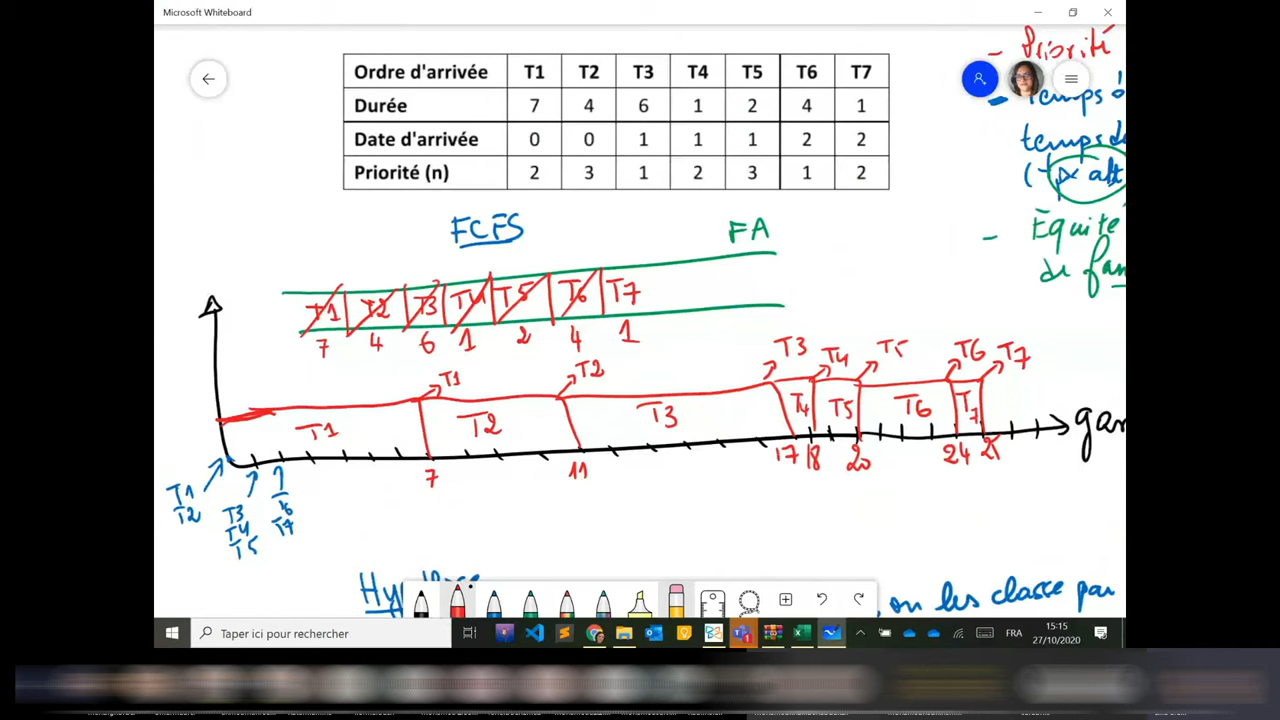 Microsoft Whiteboard
Ordre d'arrivée T1 T2 T3 T4 T5 T6 T7
Durée 7 4 6 1 2 4 1
Date d'arrivée 0 0 1 1 1 2 2
Priorité (n) 2 3 1 2 3 1 2
- Priorité
- Temps
temps de
Équité
- de
FCFS FA
T1 T2 T3 T4 T5 T6 T7
7 4 6 1 2 4 1
T1 T2 T3 T4 T5 T6 T7
T1 T2 T3 T4 T5 T6 T7
7 11 17 18 20 24 25
T1 T3
T2 T4 T7
T5
on les classe par
Taper ici pour rechercher
FRA
15:15
27/10/2020